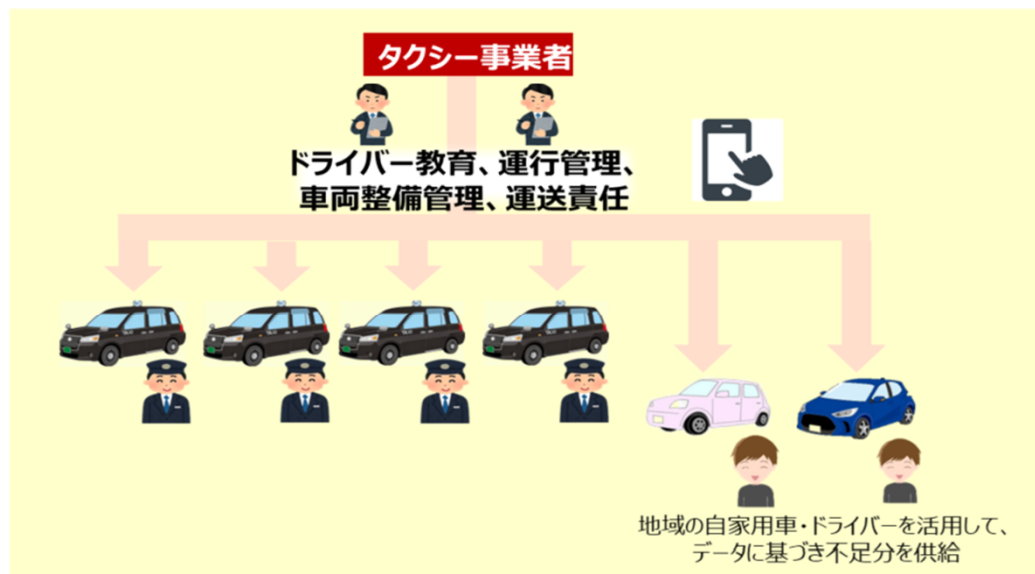 タクシー事業者
ドライバー教育、運行管理、
車両整備管理、運送責任
地域の自家用車・ドライバーを活用して、
データに基づき不足分を供給